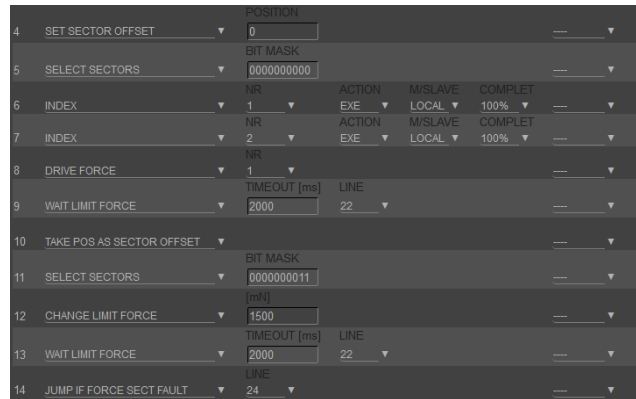 POSITION
4 SET SECTOR OFFSET 0 ----
BIT MASK
5 SELECT SECTORS 0000000000 ----
NR ACTION M/SLAVE COMPLET
6 INDEX 1 EXE LOCAL 100% ----
NR ACTION M/SLAVE COMPLET
7 INDEX 2 EXE LOCAL 100% ----
NR
8 DRIVE FORCE 1 ----
TIMEOUT [ms] LINE
9 WAIT LIMIT FORCE 2000 22 ----
10 TAKE POS AS SECTOR OFFSET ----
BIT MASK
11 SELECT SECTORS 0000000011 ----
[mN]
12 CHANGE LIMIT FORCE 1500 ----
TIMEOUT [ms] LINE
13 WAIT LIMIT FORCE 2000 22 ----
LINE
14 JUMP IF FORCE SECT FAULT 24 ----